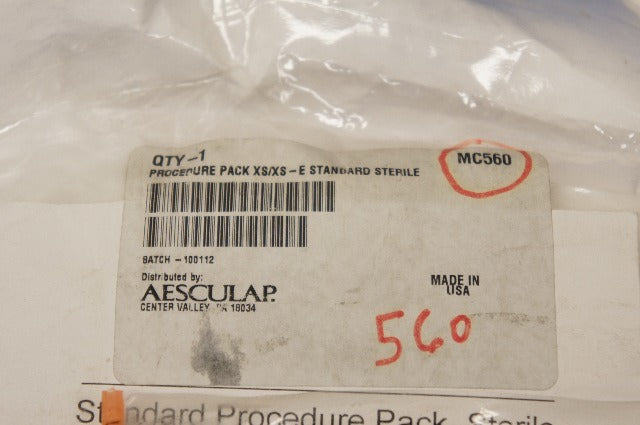 QTY-1
MC560
PROCEDURE PACK XS/XS-E STANDARD STERILE
BATCH - 100112
Distributed by:
AESCULAP.
CENTER VALLEY, PA 18034
MADE IN
USA
560
Standard Procedure Pack, Sterile